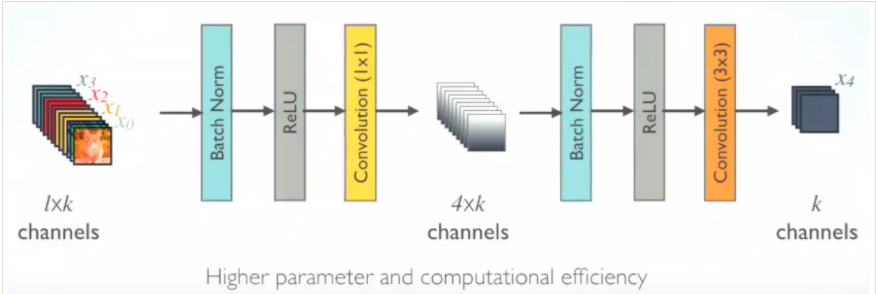 x3
x2
x1
x0
Batch Norm
ReLU
Convolution (1x1)
Batch Norm
ReLU
Convolution (3x3)
x4
l×k
channels
4×k
channels
k
channels
Higher parameter and computational efficiency